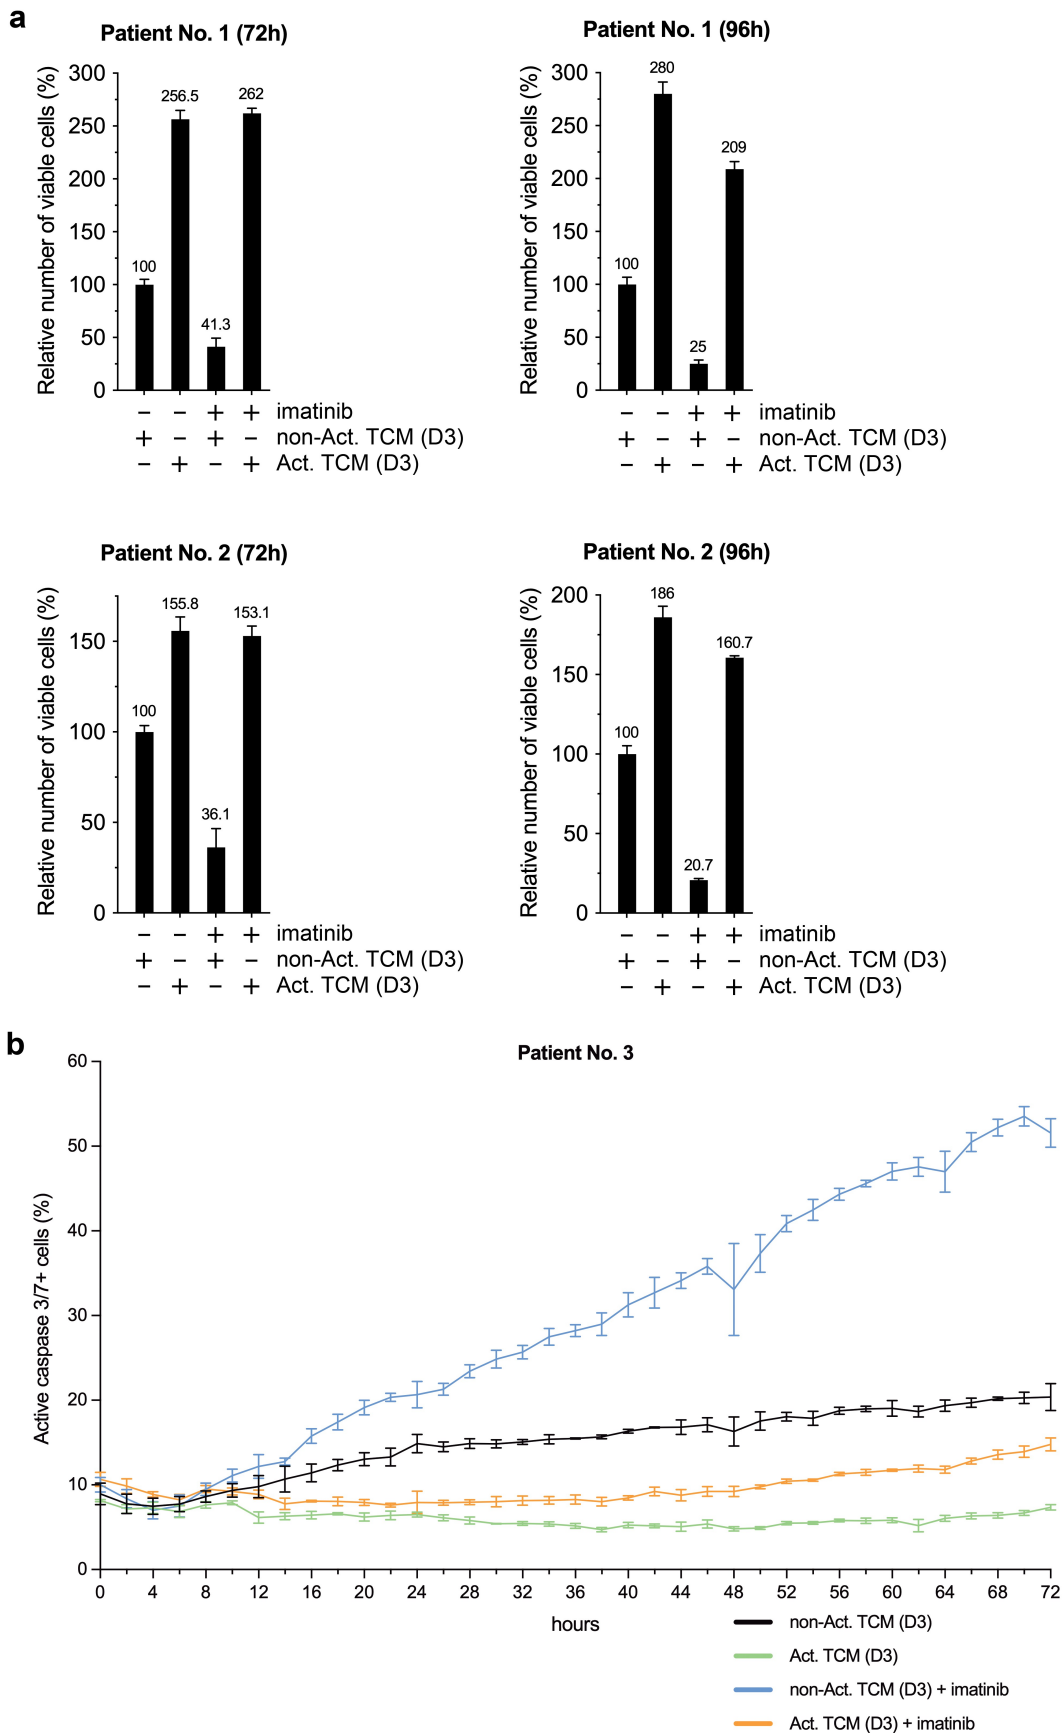 a
Patient No. 1 (72h)
Relative number of viable cells (%)
300
250
200
150
100
50
0
100
256.5
41.3
262
− − + + imatinib
+ − + − non-Act. TCM (D3)
− + − + Act. TCM (D3)
Patient No. 1 (96h)
Relative number of viable cells (%)
300
250
200
150
100
50
0
100
280
25
209
− − + + imatinib
+ − + − non-Act. TCM (D3)
− + − + Act. TCM (D3)
Patient No. 2 (72h)
Relative number of viable cells (%)
150
100
50
0
100
155.8
36.1
153.1
− − + + imatinib
+ − + − non-Act. TCM (D3)
− + − + Act. TCM (D3)
Patient No. 2 (96h)
Relative number of viable cells (%)
200
150
100
50
0
100
186
20.7
160.7
− − + + imatinib
+ − + − non-Act. TCM (D3)
− + − + Act. TCM (D3)
b
Patient No. 3
Active caspase 3/7+ cells (%)
60
50
40
30
20
10
0
0 4 8 12 16 20 24 28 32 36 40 44 48 52 56 60 64 68 72
hours
non-Act. TCM (D3)
Act. TCM (D3)
non-Act. TCM (D3) + imatinib
Act. TCM (D3) + imatinib